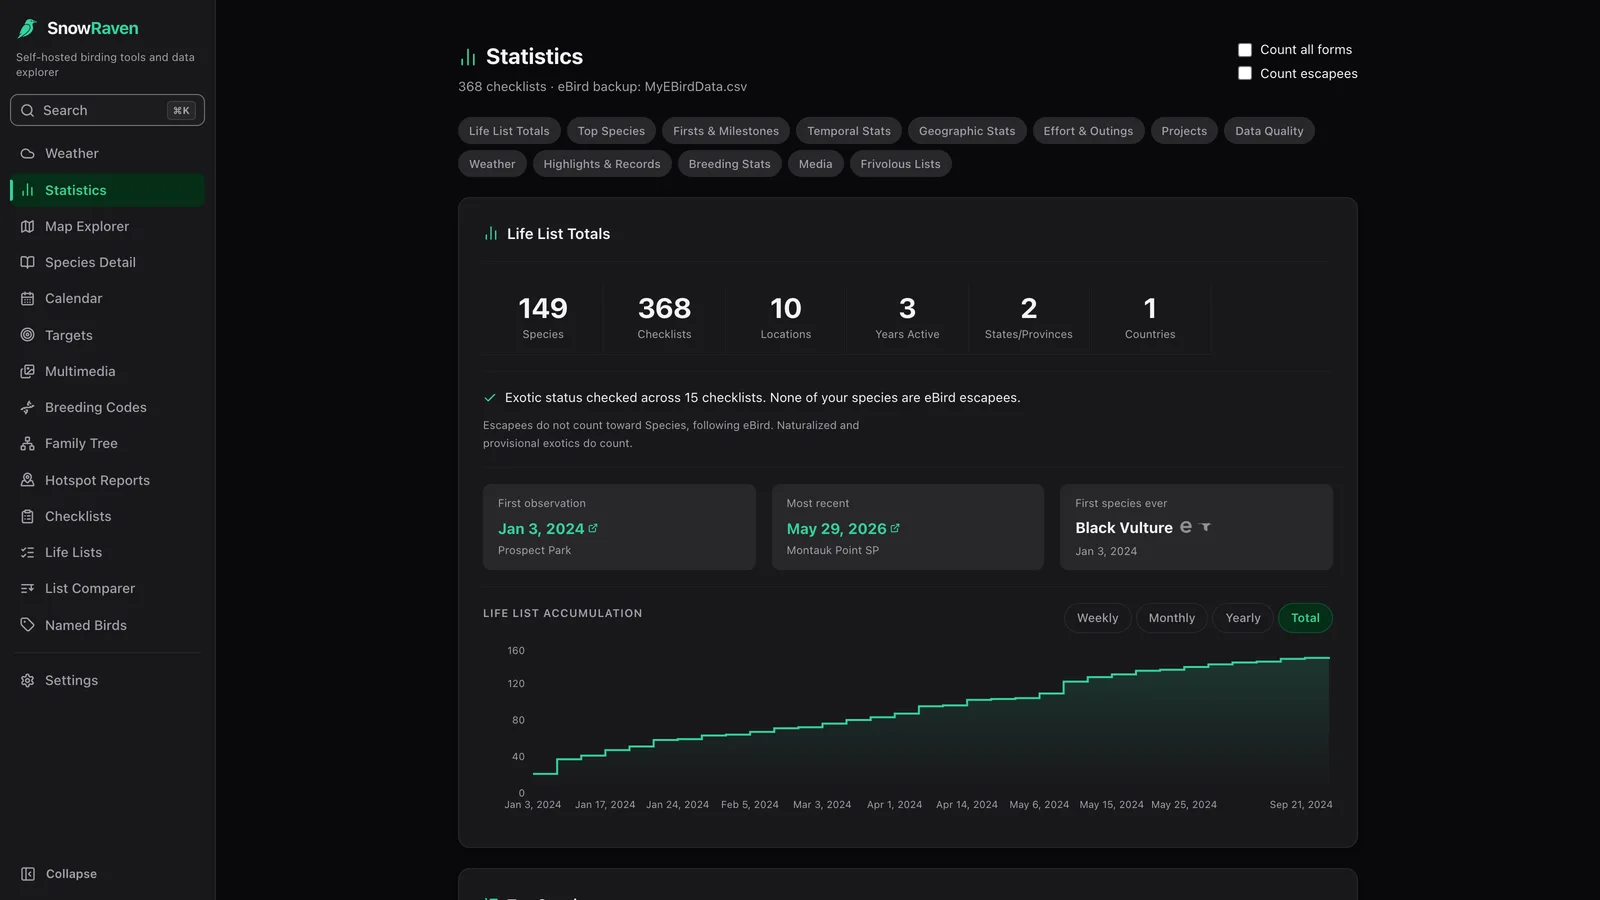 SnowRaven
Self-hosted birding tools and data
explorer
Search ⌘K
Weather
Statistics
Map Explorer
Species Detail
Calendar
Targets
Multimedia
Breeding Codes
Family Tree
Hotspot Reports
Checklists
Life Lists
List Comparer
Named Birds
Settings
Collapse
Statistics
368 checklists · eBird backup: MyEBirdData.csv
Count all forms
Count escapees
Life List Totals Top Species Firsts & Milestones Temporal Stats Geographic Stats Effort & Outings Projects Data Quality
Weather Highlights & Records Breeding Stats Media Frivolous Lists
Life List Totals
149 368 10 3 2 1
Species Checklists Locations Years Active States/Provinces Countries
Exotic status checked across 15 checklists. None of your species are eBird escapees.
Escapees do not count toward Species, following eBird. Naturalized and
provisional exotics do count.
First observation
Jan 3, 2024
Prospect Park
Most recent
May 29, 2026
Montauk Point SP
First species ever
Black Vulture e
Jan 3, 2024
LIFE LIST ACCUMULATION
Weekly Monthly Yearly Total
160
120
80
40
0
Jan 3, 2024 Jan 17, 2024 Jan 24, 2024 Feb 5, 2024 Mar 3, 2024 Apr 1, 2024 Apr 14, 2024 May 6, 2024 May 15, 2024 May 25, 2024 Sep 21, 2024